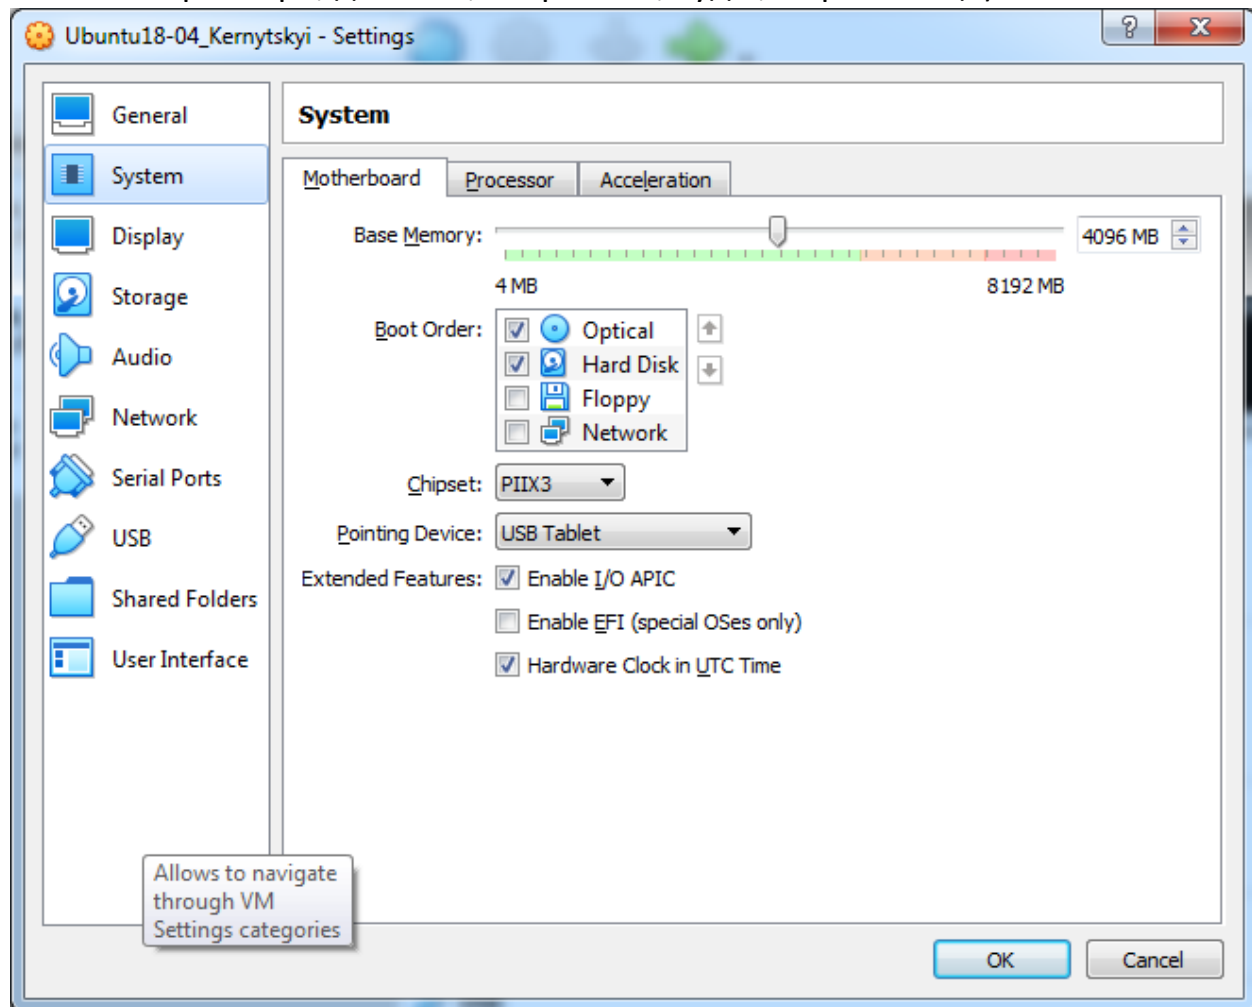 Ubuntu18-04_Kernytskyi - Settings
General
System
Display
Storage
Audio
Network
Serial Ports
USB
Shared Folders
User Interface
System
Motherboard Processor Acceleration
Base Memory: 4096 MB
4 MB 8192 MB
Boot Order: Optical
Hard Disk
Floppy
Network
Chipset: PIIX3
Pointing Device: USB Tablet
Extended Features: Enable I/O APIC
Enable EFI (special OSes only)
Hardware Clock in UTC Time
Allows to navigate
through VM
Settings categories
OK Cancel